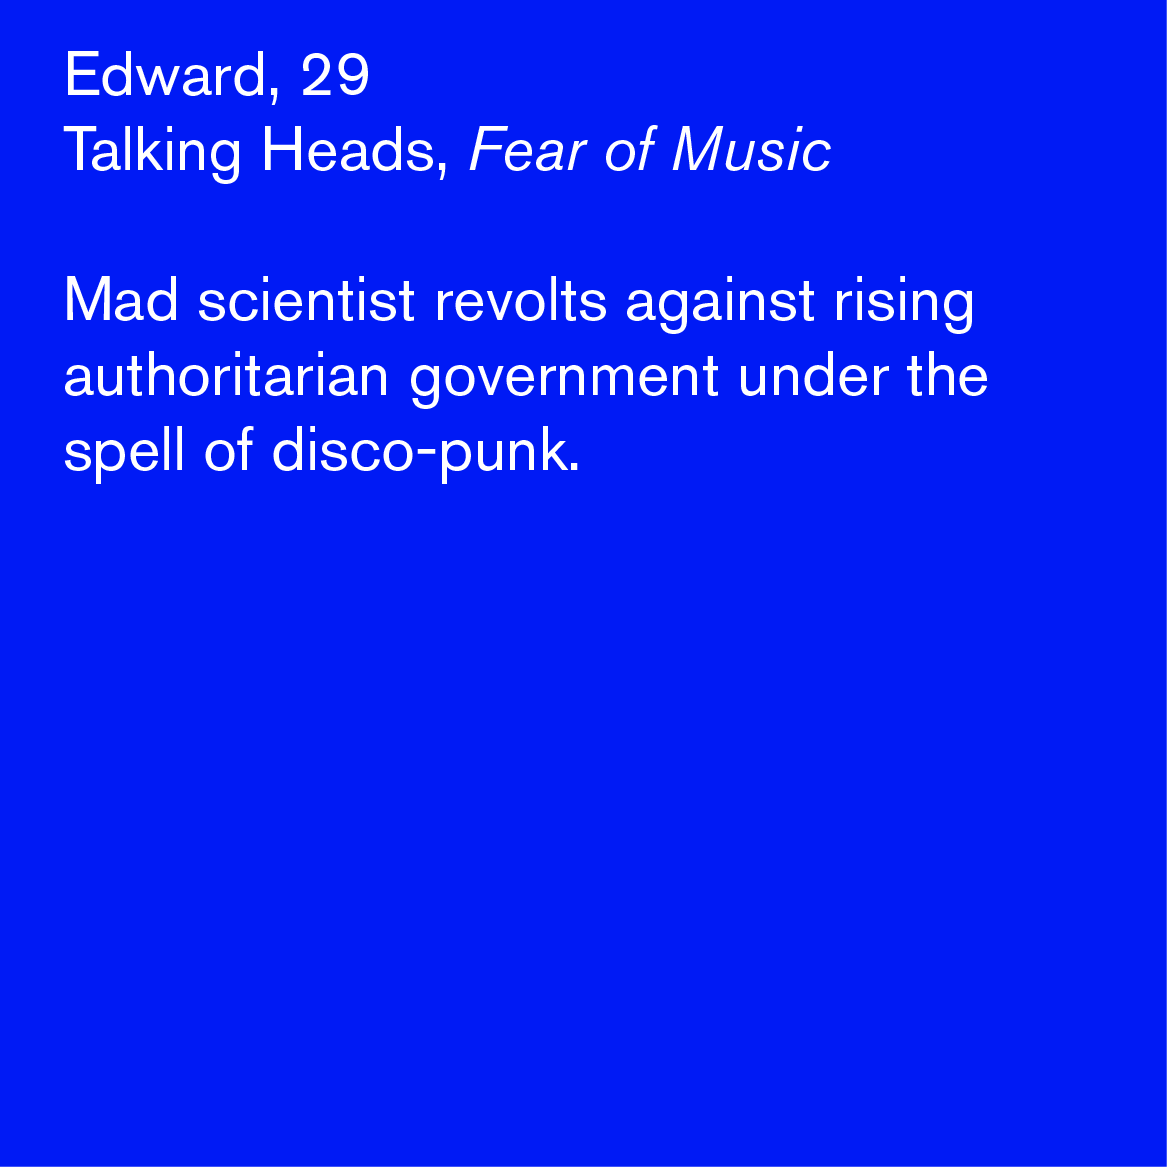 Edward, 29
Talking Heads, Fear of Music
Mad scientist revolts against rising
authoritarian government under the
spell of disco-punk.